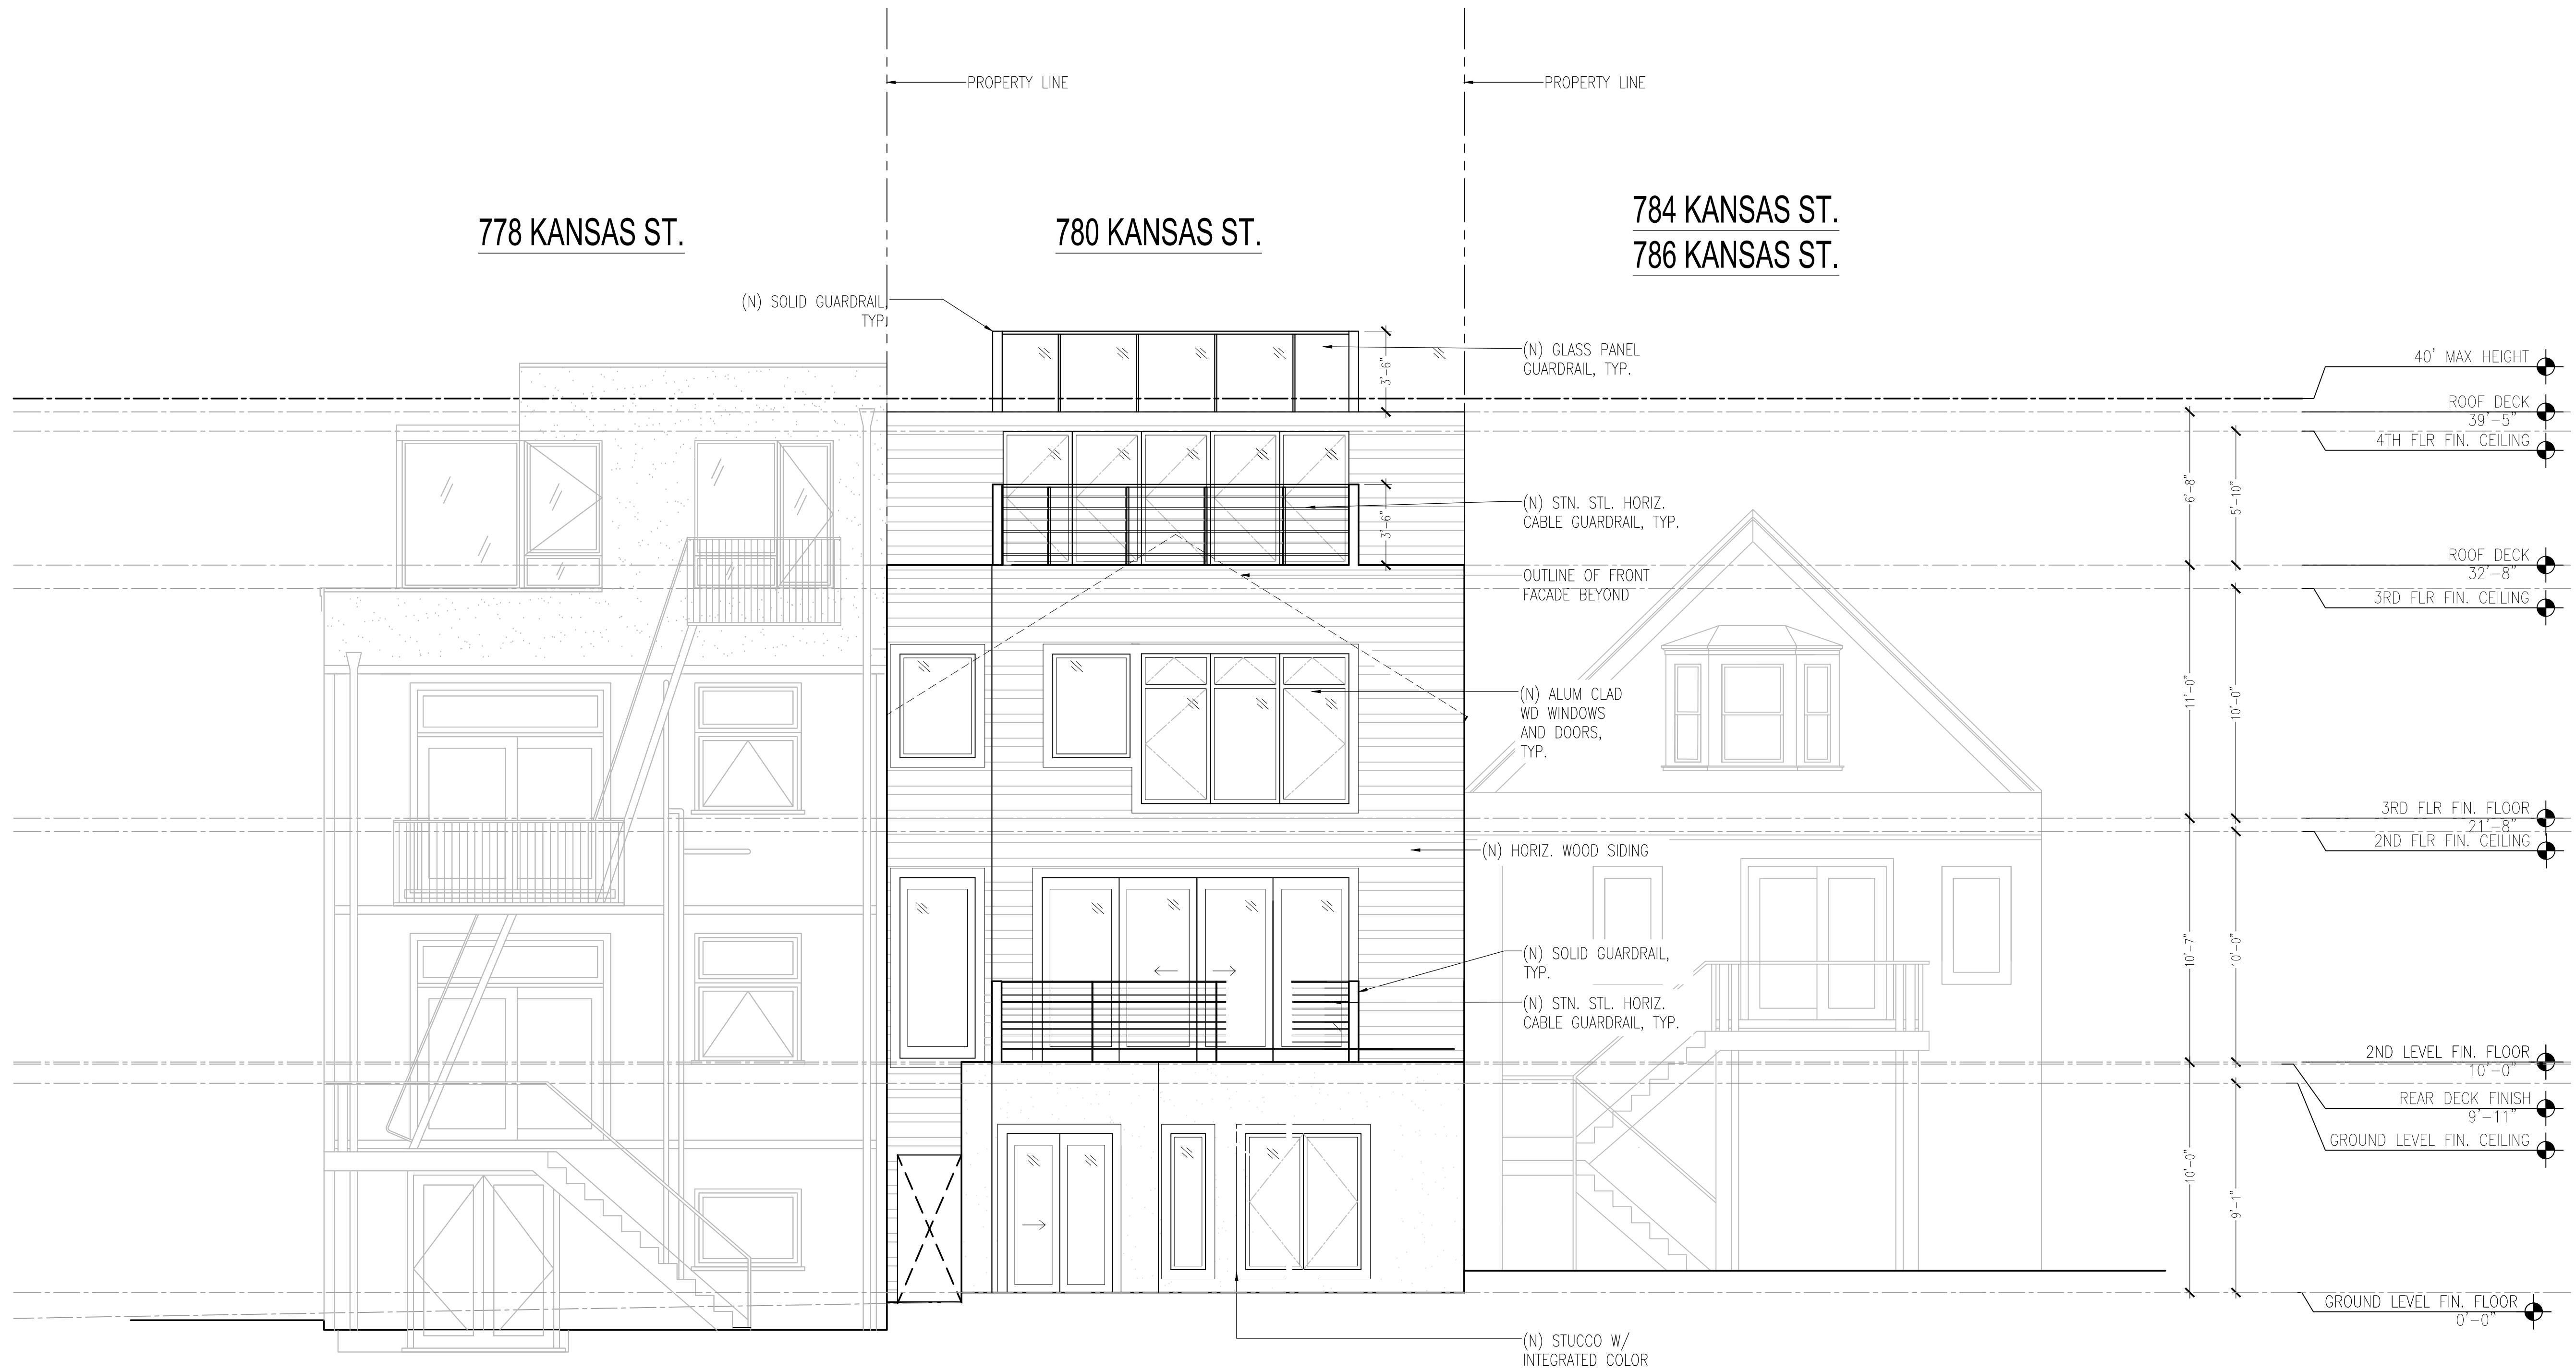 PROPERTY LINE
PROPERTY LINE
778 KANSAS ST.
780 KANSAS ST.
784 KANSAS ST.
786 KANSAS ST.
(N) SOLID GUARDRAIL,
TYP.
(N) GLASS PANEL
GUARDRAIL, TYP.
3'-6"
(N) STN. STL. HORIZ.
CABLE GUARDRAIL, TYP.
3'-6"
OUTLINE OF FRONT
FACADE BEYOND
(N) ALUM CLAD
WD WINDOWS
AND DOORS,
TYP.
(N) HORIZ. WOOD SIDING
(N) SOLID GUARDRAIL,
TYP.
(N) STN. STL. HORIZ.
CABLE GUARDRAIL, TYP.
(N) STUCCO W/
INTEGRATED COLOR
6'-8"
11'-0"
10'-7"
10'-0"
5'-10"
10'-0"
10'-0"
9'-1"
40' MAX HEIGHT
ROOF DECK
39'-5"
4TH FLR FIN. CEILING
ROOF DECK
32'-8"
3RD FLR FIN. CEILING
3RD FLR FIN. FLOOR
21'-8"
2ND FLR FIN. CEILING
2ND LEVEL FIN. FLOOR
10'-0"
REAR DECK FINISH
9'-11"
GROUND LEVEL FIN. CEILING
GROUND LEVEL FIN. FLOOR
0'-0"